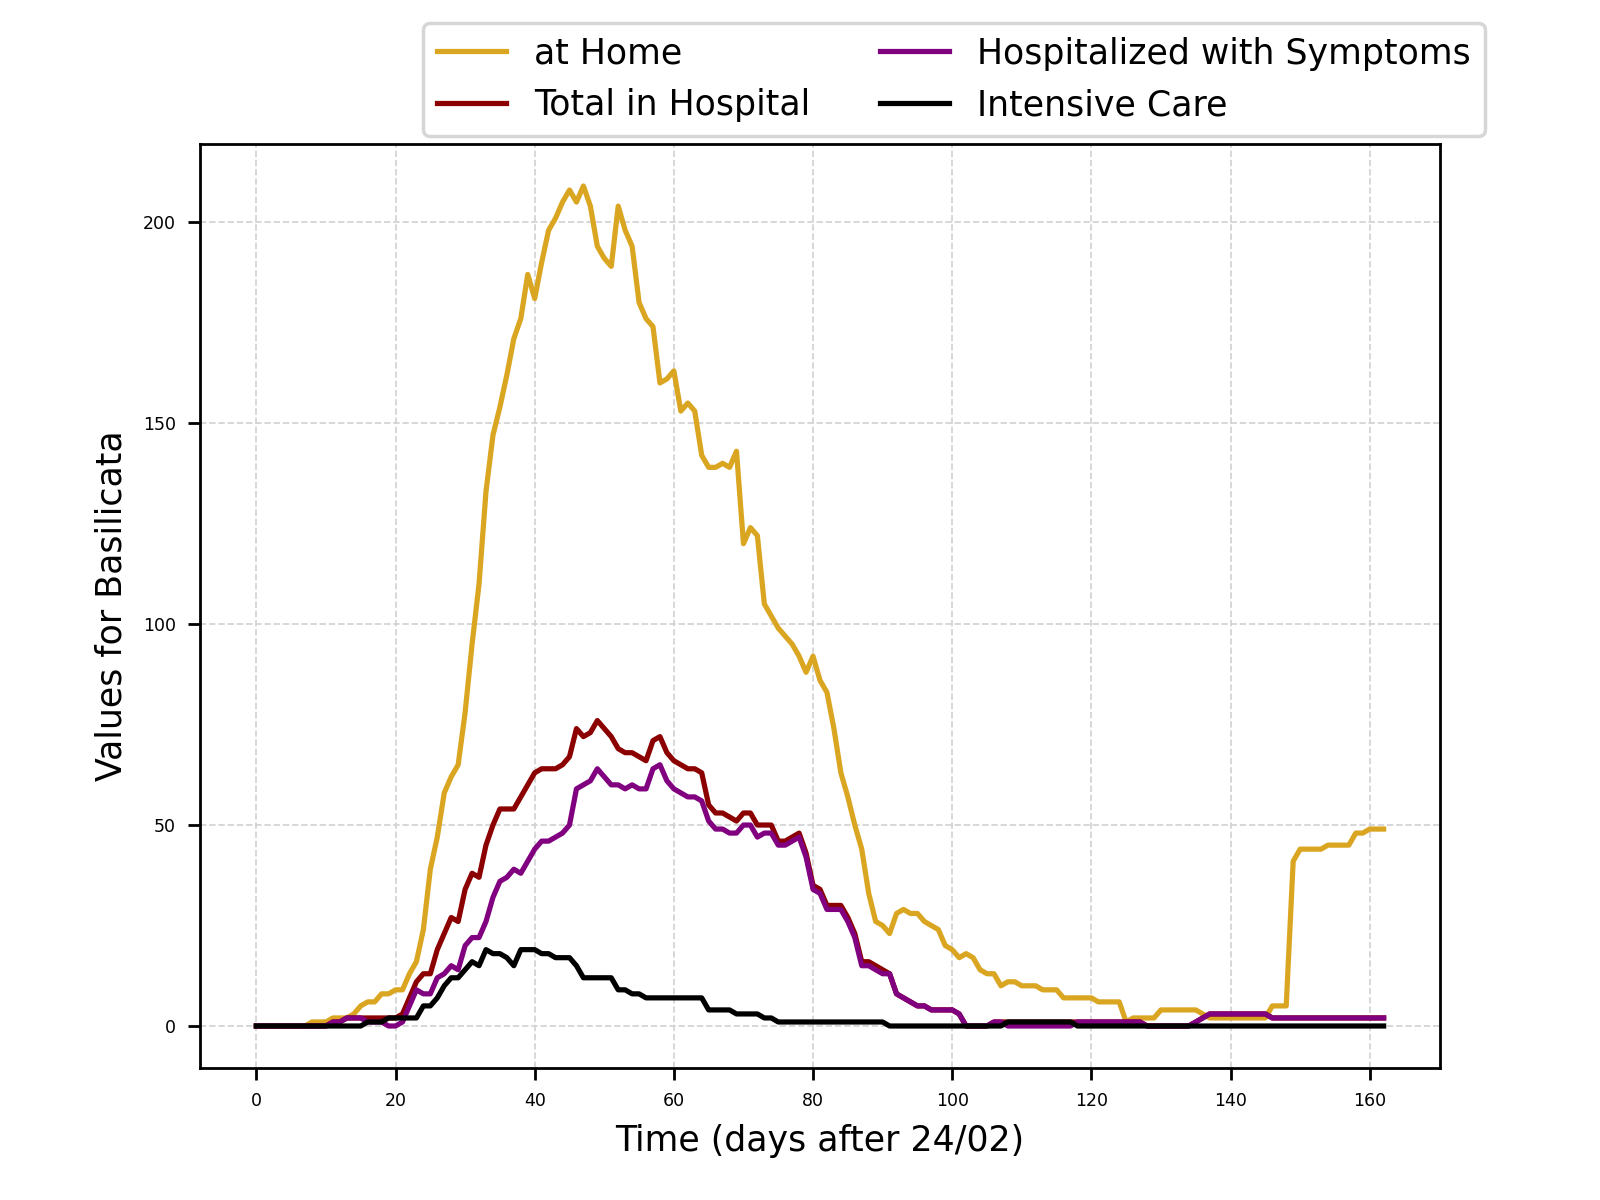 at Home
Total in Hospital
Hospitalized with Symptoms
Intensive Care
Values for Basilicata
200
150
100
50
0
0 20 40 60 80 100 120 140 160
Time (days after 24/02)